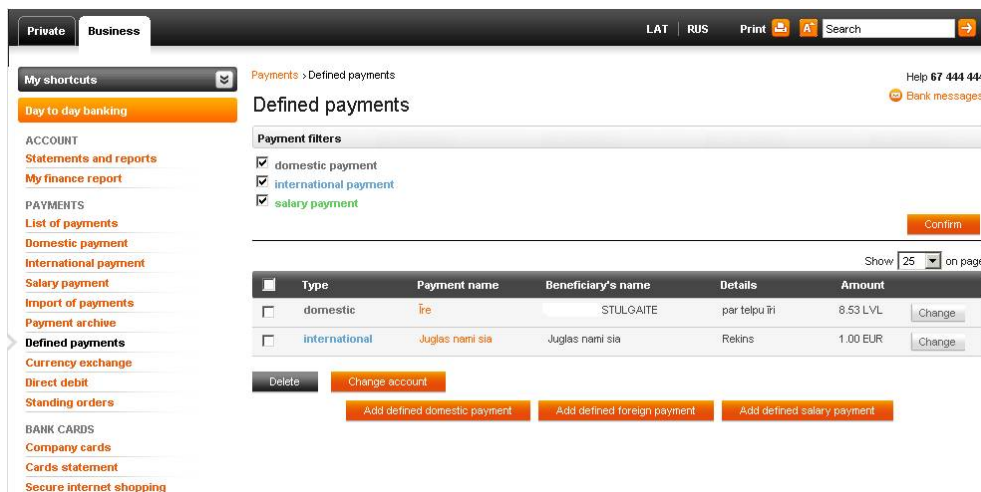 Private Business LAT RUS Print A Search
My shortcuts
Payments › Defined payments
Help 67 444 444
Day to day banking
Defined payments
Bank messages
ACCOUNT
Statements and reports
My finance report
PAYMENTS
List of payments
Domestic payment
International payment
Salary payment
Import of payments
Payment archive
Defined payments
Currency exchange
Direct debit
Standing orders
BANK CARDS
Company cards
Cards statement
Secure internet shopping
Payment filters
domestic payment
international payment
salary payment
Confirm
Show 25 on page
Type Payment name Beneficiary's name Details Amount
domestic Īre STULGAITE par telpu īri 8.53 LVL Change
international Juglas nami sia Juglas nami sia Rekins 1.00 EUR Change
Delete Change account
Add defined domestic payment Add defined foreign payment Add defined salary payment